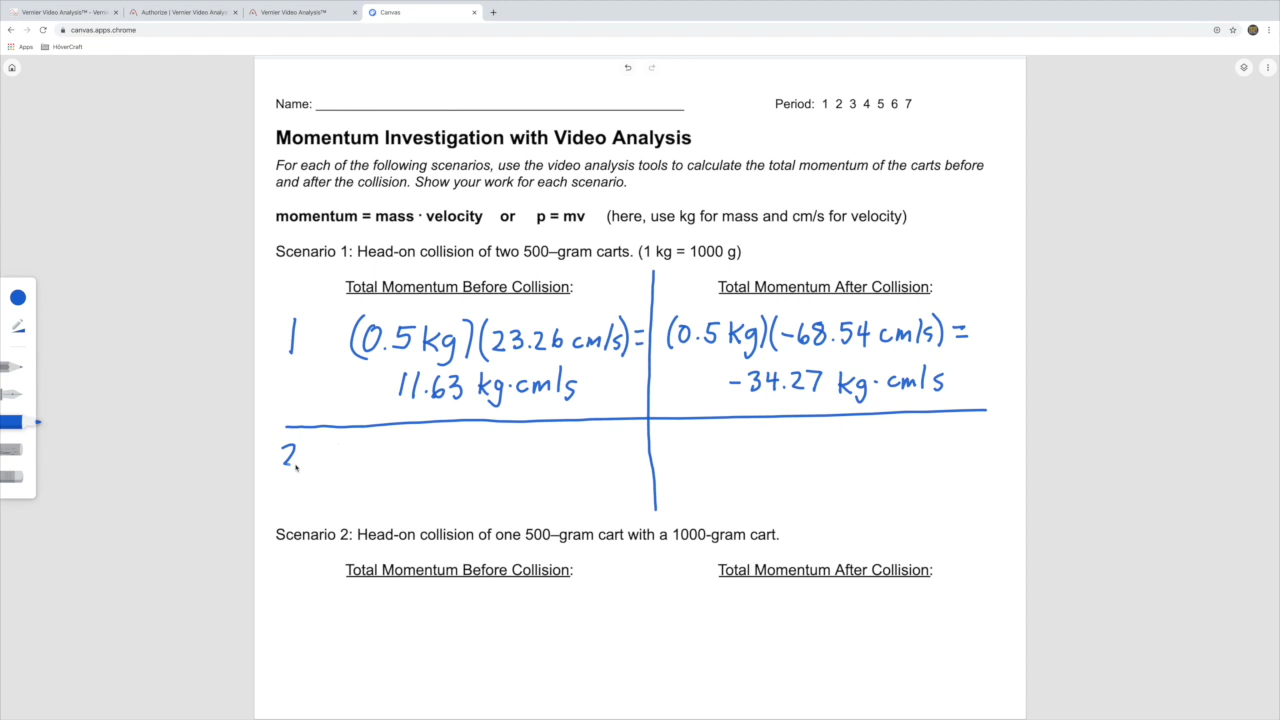 Vernier Video Analysis™ - Verni
Authorize | Vernier Video Analys
Vernier Video Analysis™
Canvas
canvas.apps.chrome
Apps
HöverCraft
Name: ______________________ Period: 1 2 3 4 5 6 7
Momentum Investigation with Video Analysis
For each of the following scenarios, use the video analysis tools to calculate the total momentum of the carts before
and after the collision. Show your work for each scenario.
momentum = mass · velocity or p = mv (here, use kg for mass and cm/s for velocity)
Scenario 1: Head-on collision of two 500–gram carts. (1 kg = 1000 g)
Total Momentum Before Collision: Total Momentum After Collision:
1 (0.5 kg)(23.26 cm/s)= (0.5 kg)(-68.54 cm/s) =
11.63 kg·cm/s -34.27 kg·cm/s
2
Scenario 2: Head-on collision of one 500–gram cart with a 1000-gram cart.
Total Momentum Before Collision: Total Momentum After Collision: